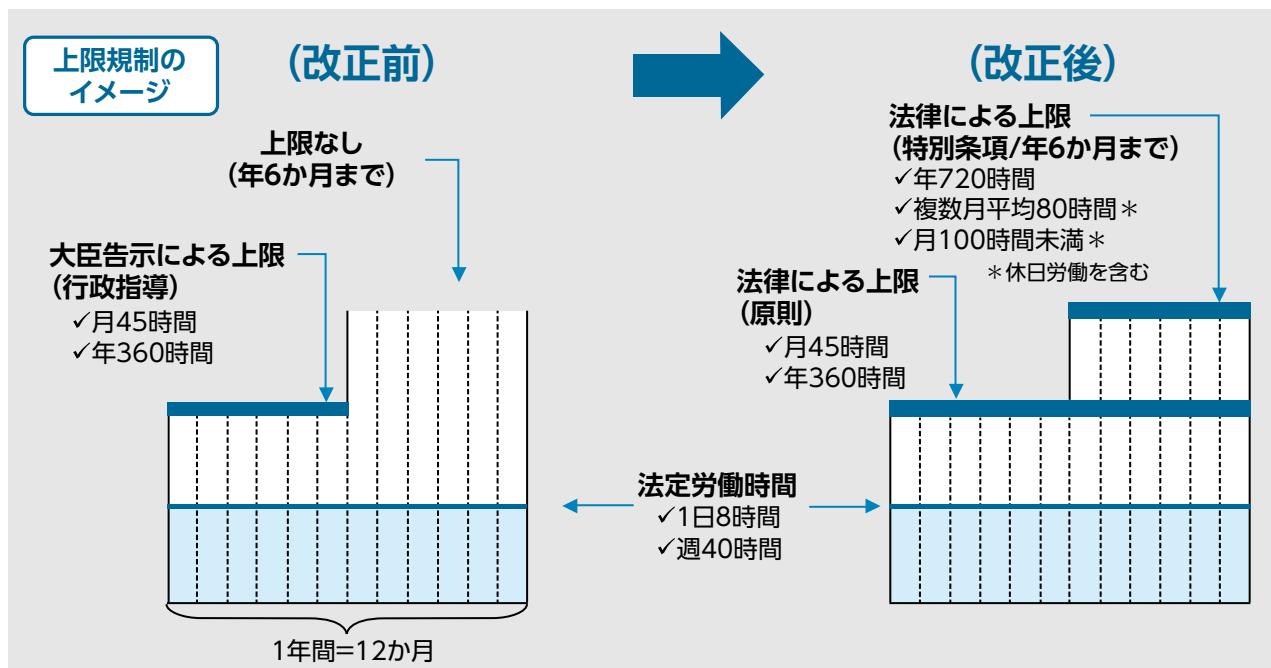 上限規制の
イメージ
(改正前)
上限なし
(年6か月まで)
大臣告示による上限
(行政指導)
✓月45時間
✓年360時間
1年間=12か月
法定労働時間
✓1日8時間
✓週40時間
(改正後)
法律による上限
(特別条項/年6か月まで)
✓年720時間
✓複数月平均80時間＊
✓月100時間未満＊
＊休日労働を含む
法律による上限
(原則)
✓月45時間
✓年360時間